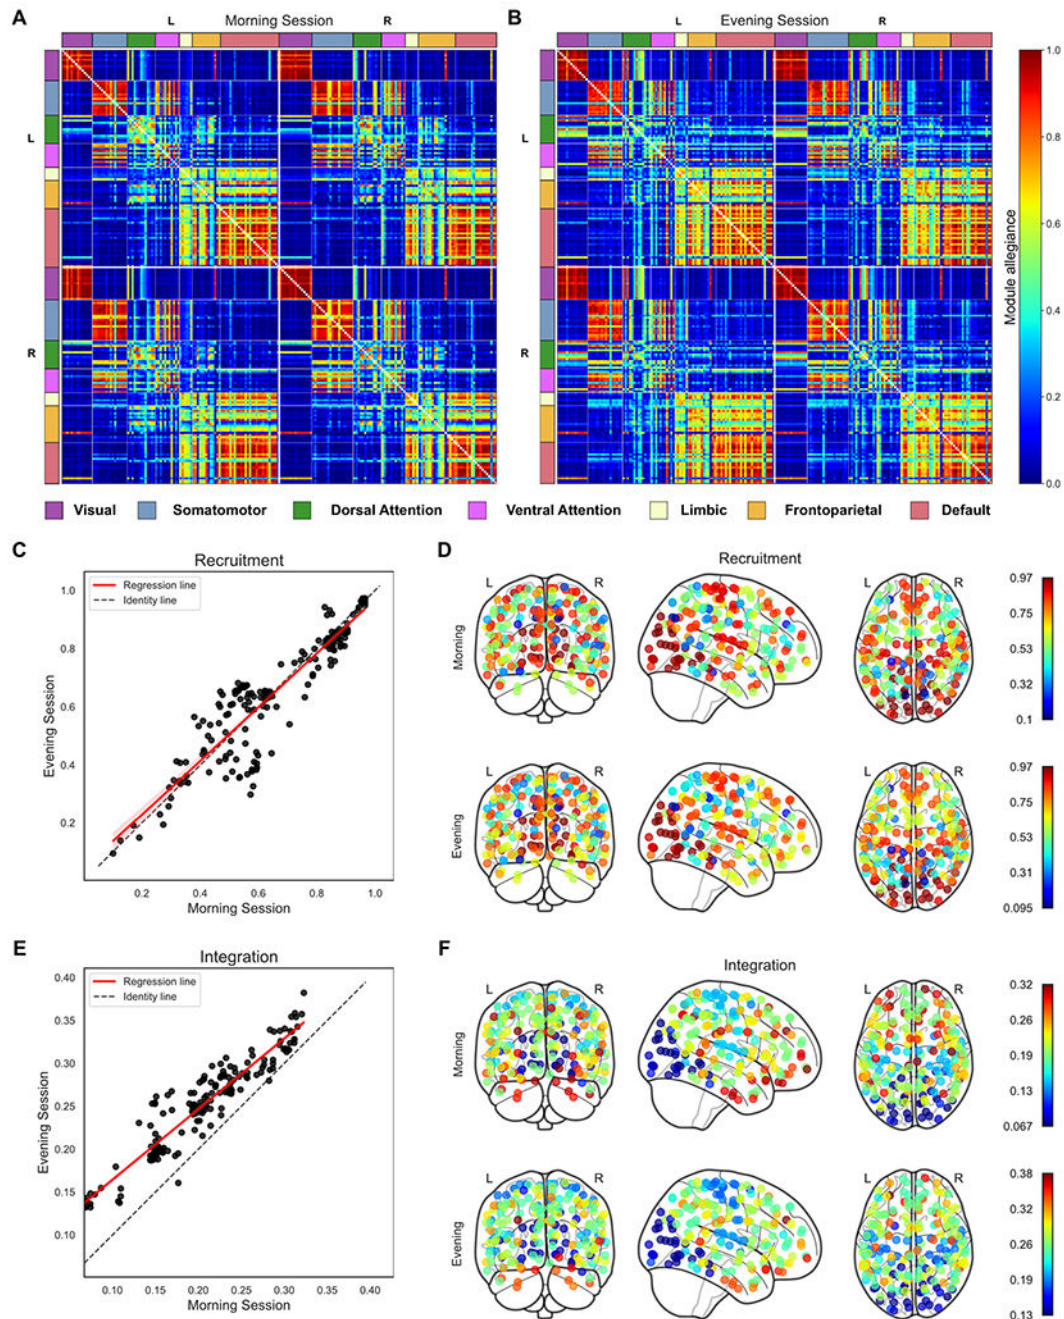 A L Morning Session R
B L Evening Session R
L
R
L
R
1.0
0.8
0.6
0.4
0.2
0.0
Module allegiance
Visual Somatomotor Dorsal Attention Ventral Attention Limbic Frontoparietal Default
C Recruitment
Regression line
Identity line
1.0
0.8
0.6
0.4
0.2
Evening Session
0.2 0.4 0.6 0.8 1.0
Morning Session
D Recruitment
L R L R
Morning
0.97
0.75
0.53
0.32
0.1
L R L R
Evening
0.97
0.75
0.53
0.31
0.095
E Integration
Regression line
Identity line
0.40
0.35
0.30
0.25
0.20
0.15
0.10
Evening Session
0.10 0.15 0.20 0.25 0.30 0.35 0.40
Morning Session
F Integration
L R L R
Morning
0.32
0.26
0.19
0.13
0.067
L R L R
Evening
0.38
0.32
0.26
0.19
0.13